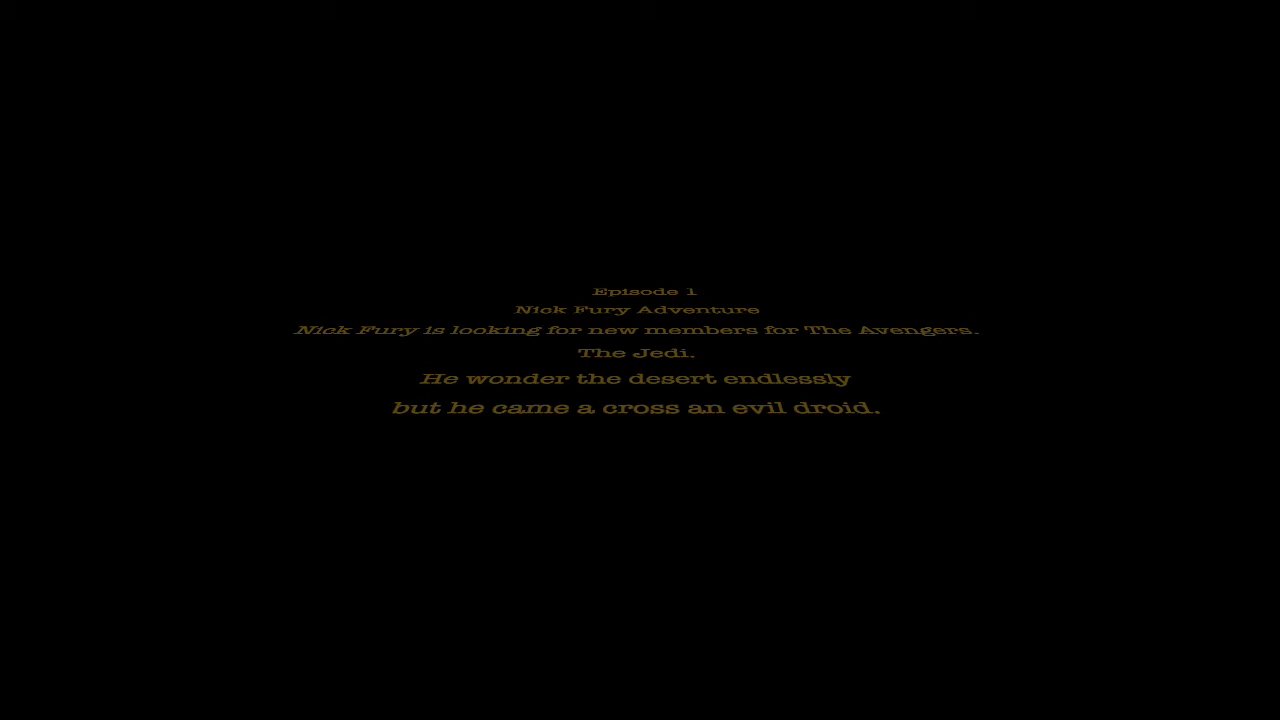 Episode 1
Nick Fury Adventure
Nick Fury is looking for new members for The Avengers.
The Jedi.
He wonder the desert endlessly
but he came a cross an evil droid.